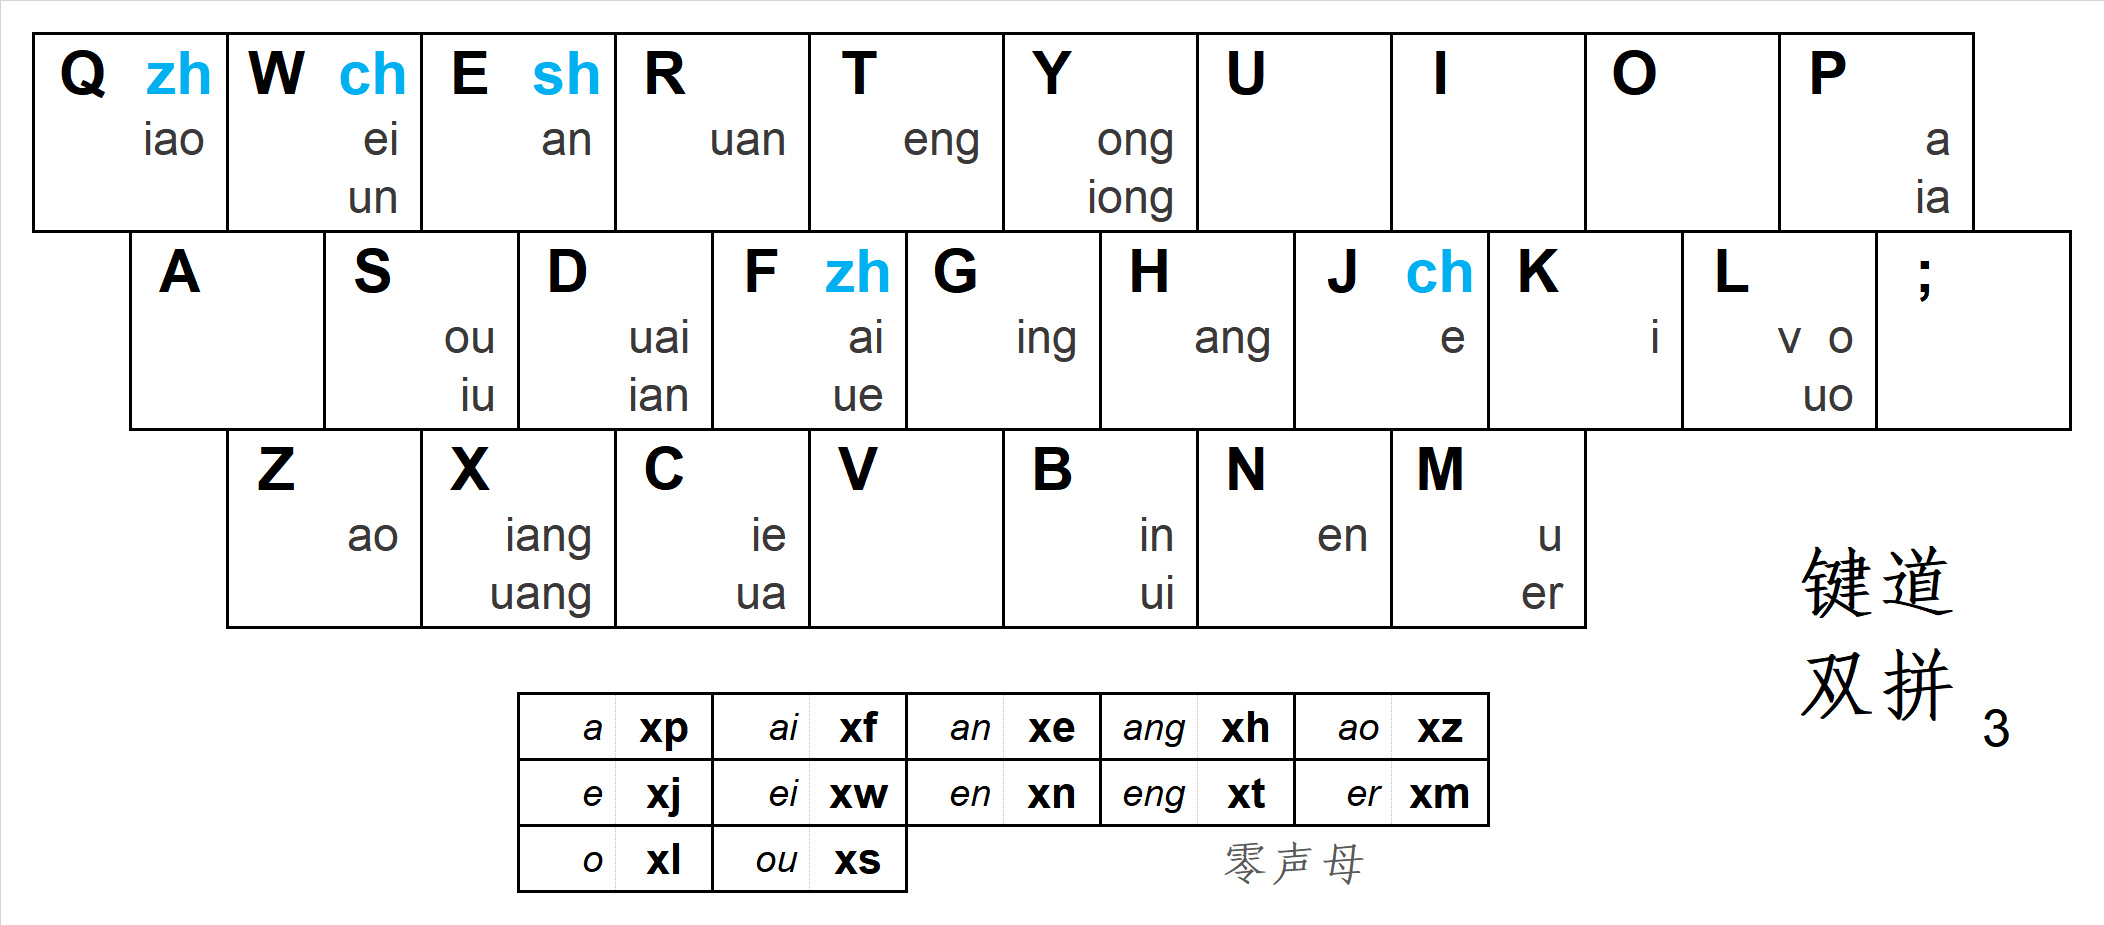 Q zh W ch E sh R T Y U I O P
iao ei an uan eng ong a
un iong ia
A S D F zh G H J ch K L ;
ou uai ai ing ang e i v o
iu ian ue uo
Z X C V B N M
ao iang ie in en u
uang ua ui er
键道
双拼 3
a xp ai xf an xe ang xh ao xz
e xj ei xw en xn eng xt er xm
o xl ou xs
零声母